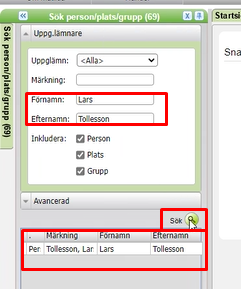 Sök person/plats/grupp (69)
Startsi
Sök person/plats/grupp (69)
Uppg.lämnare
Uppglämn: <Alla>
Märkning:
Förnamn: Lars
Efternamn: Tollesson
Inkludera: Person
Plats
Grupp
Sna
Avancerad
Sök
. Märkning Förnamn Efternamn
Per Tollesson, Lar Lars Tollesson